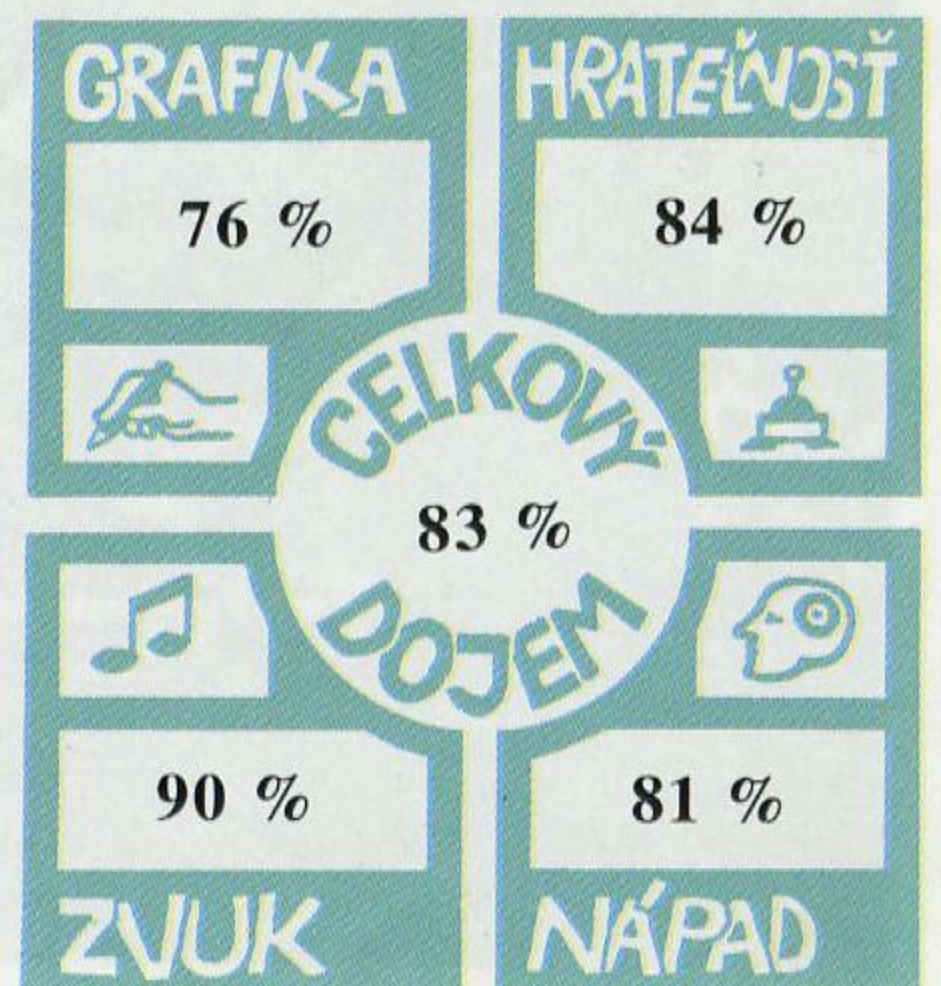 GRAFIKA
76 %
HRATEĽNOSŤ
84 %
CELKOVÝ
83 %
DOJEM
90 %
ZVUK
81 %
NÁPAD